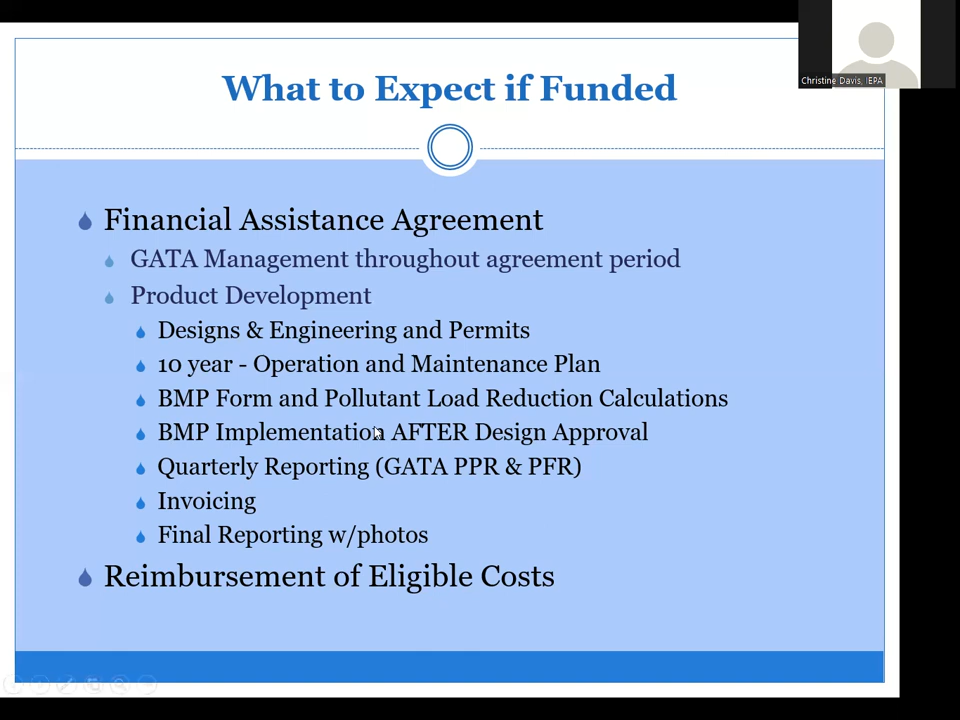 What to Expect if Funded
Christine Davis, IEPA
Financial Assistance Agreement
GATA Management throughout agreement period
Product Development
Designs & Engineering and Permits
10 year - Operation and Maintenance Plan
BMP Form and Pollutant Load Reduction Calculations
BMP Implementation AFTER Design Approval
Quarterly Reporting (GATA PPR & PFR)
Invoicing
Final Reporting w/photos
Reimbursement of Eligible Costs